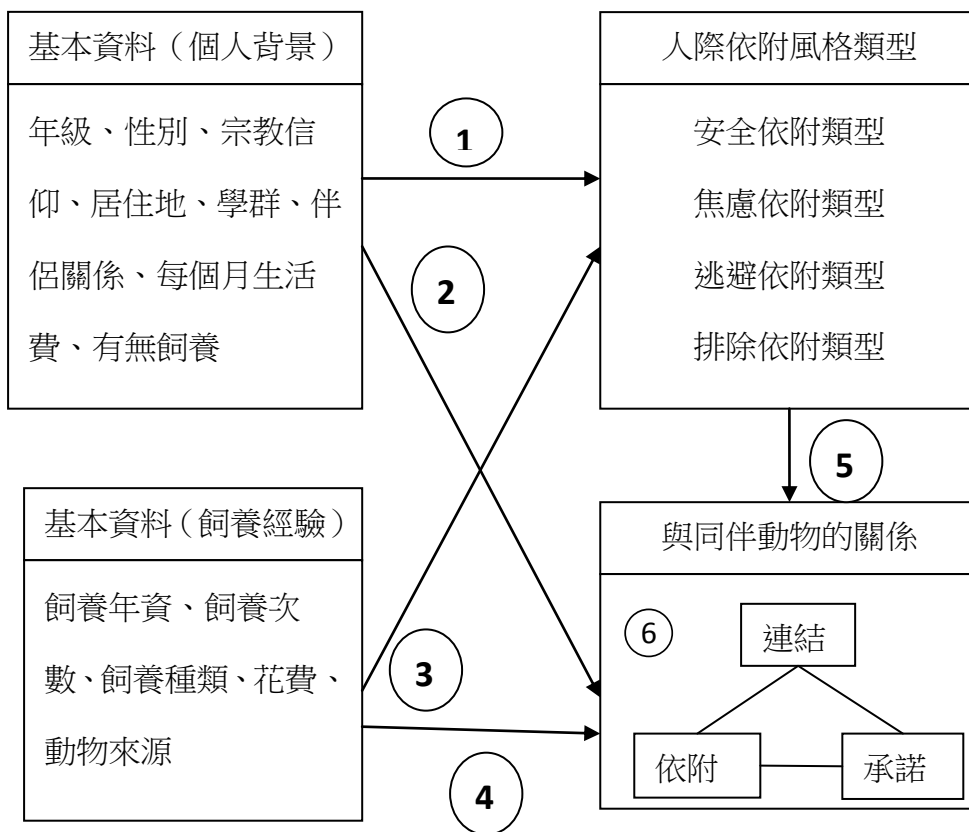 基本資料（個人背景）
年級、性別、宗教信
仰、居住地、學群、伴
侶關係、每個月生活
費、有無飼養
1
2
人際依附風格類型
安全依附類型
焦慮依附類型
逃避依附類型
排除依附類型
5
基本資料（飼養經驗）
飼養年資、飼養次
數、飼養種類、花費、
動物來源
3
4
與同伴動物的關係
6
連結
依附
承諾